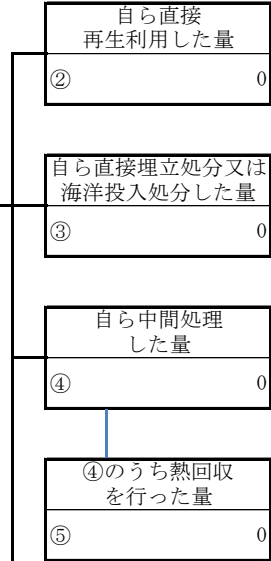 自ら直接
再生利用した量
② 0
自ら直接埋立処分又は
海洋投入処分した量
③ 0
自ら中間処理
した量
④ 0
④のうち熱回収
を行った量
⑤ 0